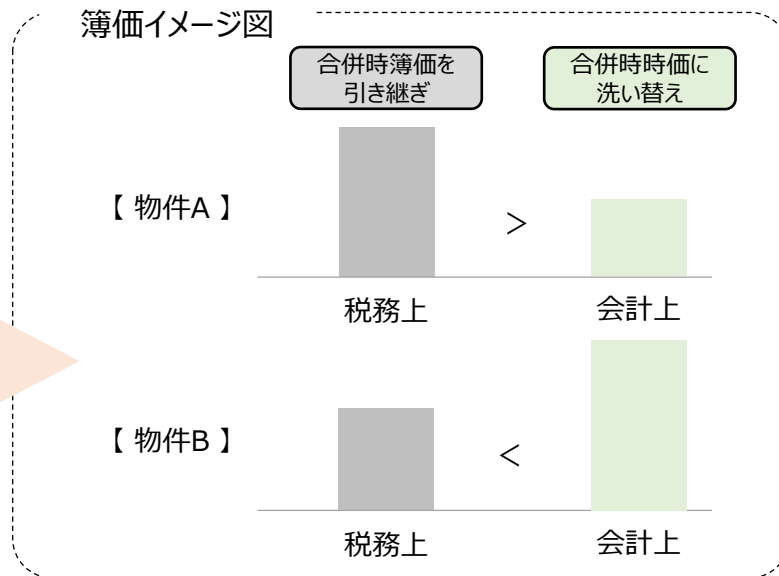 簿価イメージ図
合併時簿価を
引き継ぎ
合併時時価に
洗い替え
【 物件A 】
＞
税務上
会計上
【 物件B 】
＜
税務上
会計上